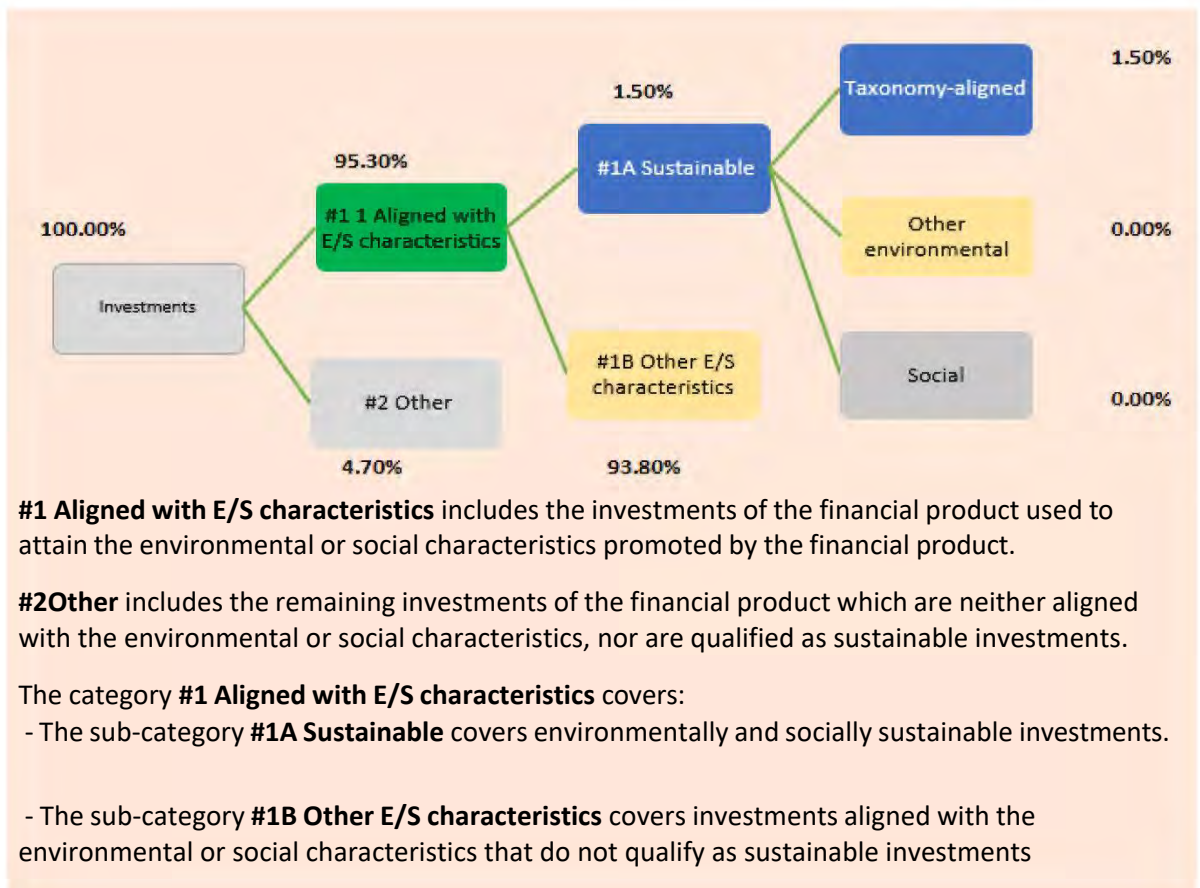 1.50%
Taxonomy-aligned
1.50%
95.30%
#1A Sustainable
100.00%
#1 1 Aligned with
E/S characteristics
Other
environmental
0.00%
Investments
#2 Other
#1B Other E/S
characteristics
Social
0.00%
4.70%
93.80%
#1 Aligned with E/S characteristics includes the investments of the financial product used to
attain the environmental or social characteristics promoted by the financial product.
#2Other includes the remaining investments of the financial product which are neither aligned
with the environmental or social characteristics, nor are qualified as sustainable investments.
The category #1 Aligned with E/S characteristics covers:
- The sub-category #1A Sustainable covers environmentally and socially sustainable investments.
- The sub-category #1B Other E/S characteristics covers investments aligned with the
environmental or social characteristics that do not qualify as sustainable investments